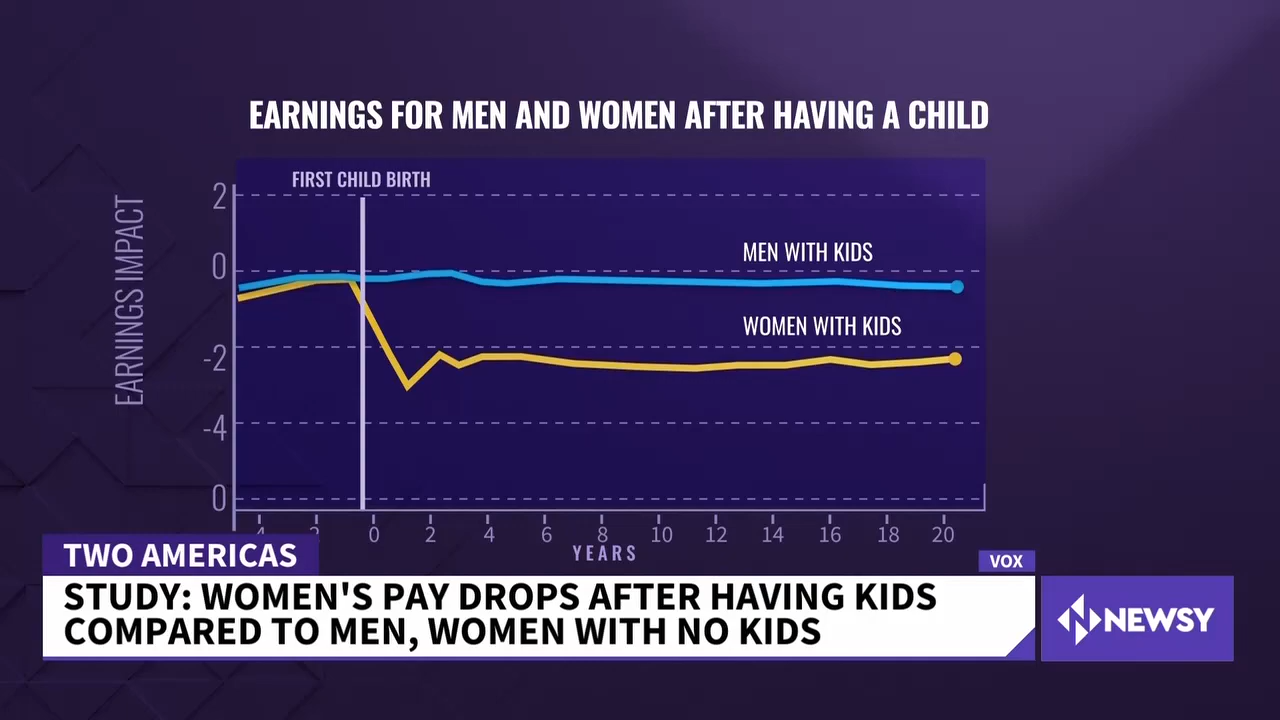 EARNINGS FOR MEN AND WOMEN AFTER HAVING A CHILD
FIRST CHILD BIRTH
EARNINGS IMPACT
2
0
-2
-4
0
MEN WITH KIDS
WOMEN WITH KIDS
0 2 4 6 8 10 12 14 16 18 20
YEARS
TWO AMERICAS
VOX
STUDY: WOMEN'S PAY DROPS AFTER HAVING KIDS
COMPARED TO MEN, WOMEN WITH NO KIDS
NEWSY